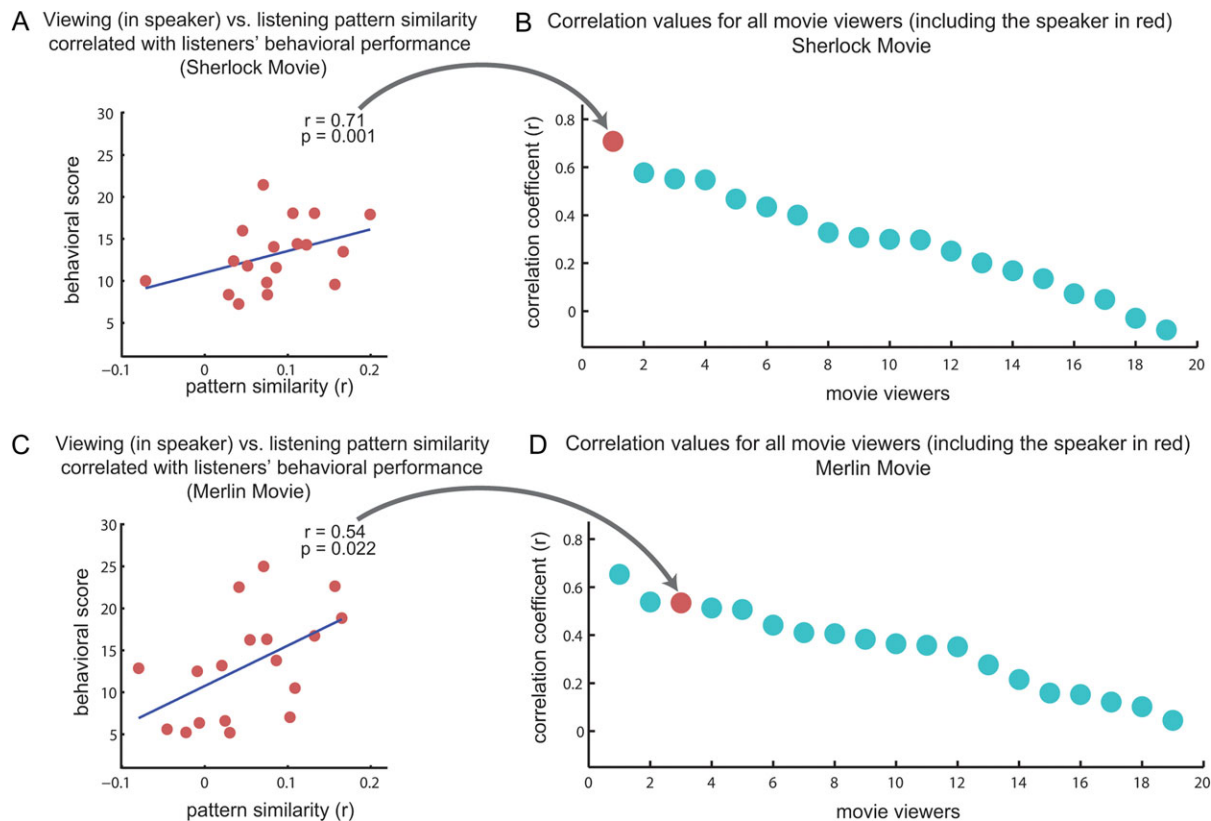 A Viewing (in speaker) vs. listening pattern similarity
correlated with listeners' behavioral performance
(Sherlock Movie)
r = 0.71
p = 0.001
30
25
20
15
10
5
behavioral score
−0.1 0 0.1 0.2
pattern similarity (r)
B Correlation values for all movie viewers (including the speaker in red)
Sherlock Movie
0.8
0.6
0.4
0.2
0
correlation coefficent (r)
0 2 4 6 8 10 12 14 16 18 20
movie viewers
C Viewing (in speaker) vs. listening pattern similarity
correlated with listeners' behavioral performance
(Merlin Movie)
r = 0.54
p = 0.022
30
25
20
15
10
5
behavioral score
−0.1 0 0.1 0.2
pattern similarity (r)
D Correlation values for all movie viewers (including the speaker in red)
Merlin Movie
0.8
0.6
0.4
0.2
0
correlation coefficent (r)
0 2 4 6 8 10 12 14 16 18 20
movie viewers